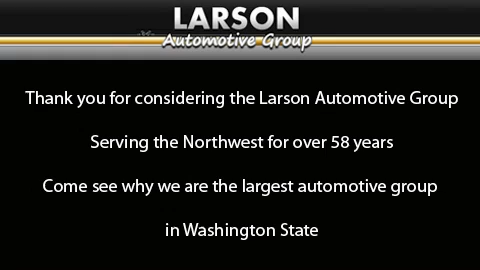 LARSON
Automotive Group
Thank you for considering the Larson Automotive Group
Serving the Northwest for over 58 years
Come see why we are the largest automotive group
in Washington State